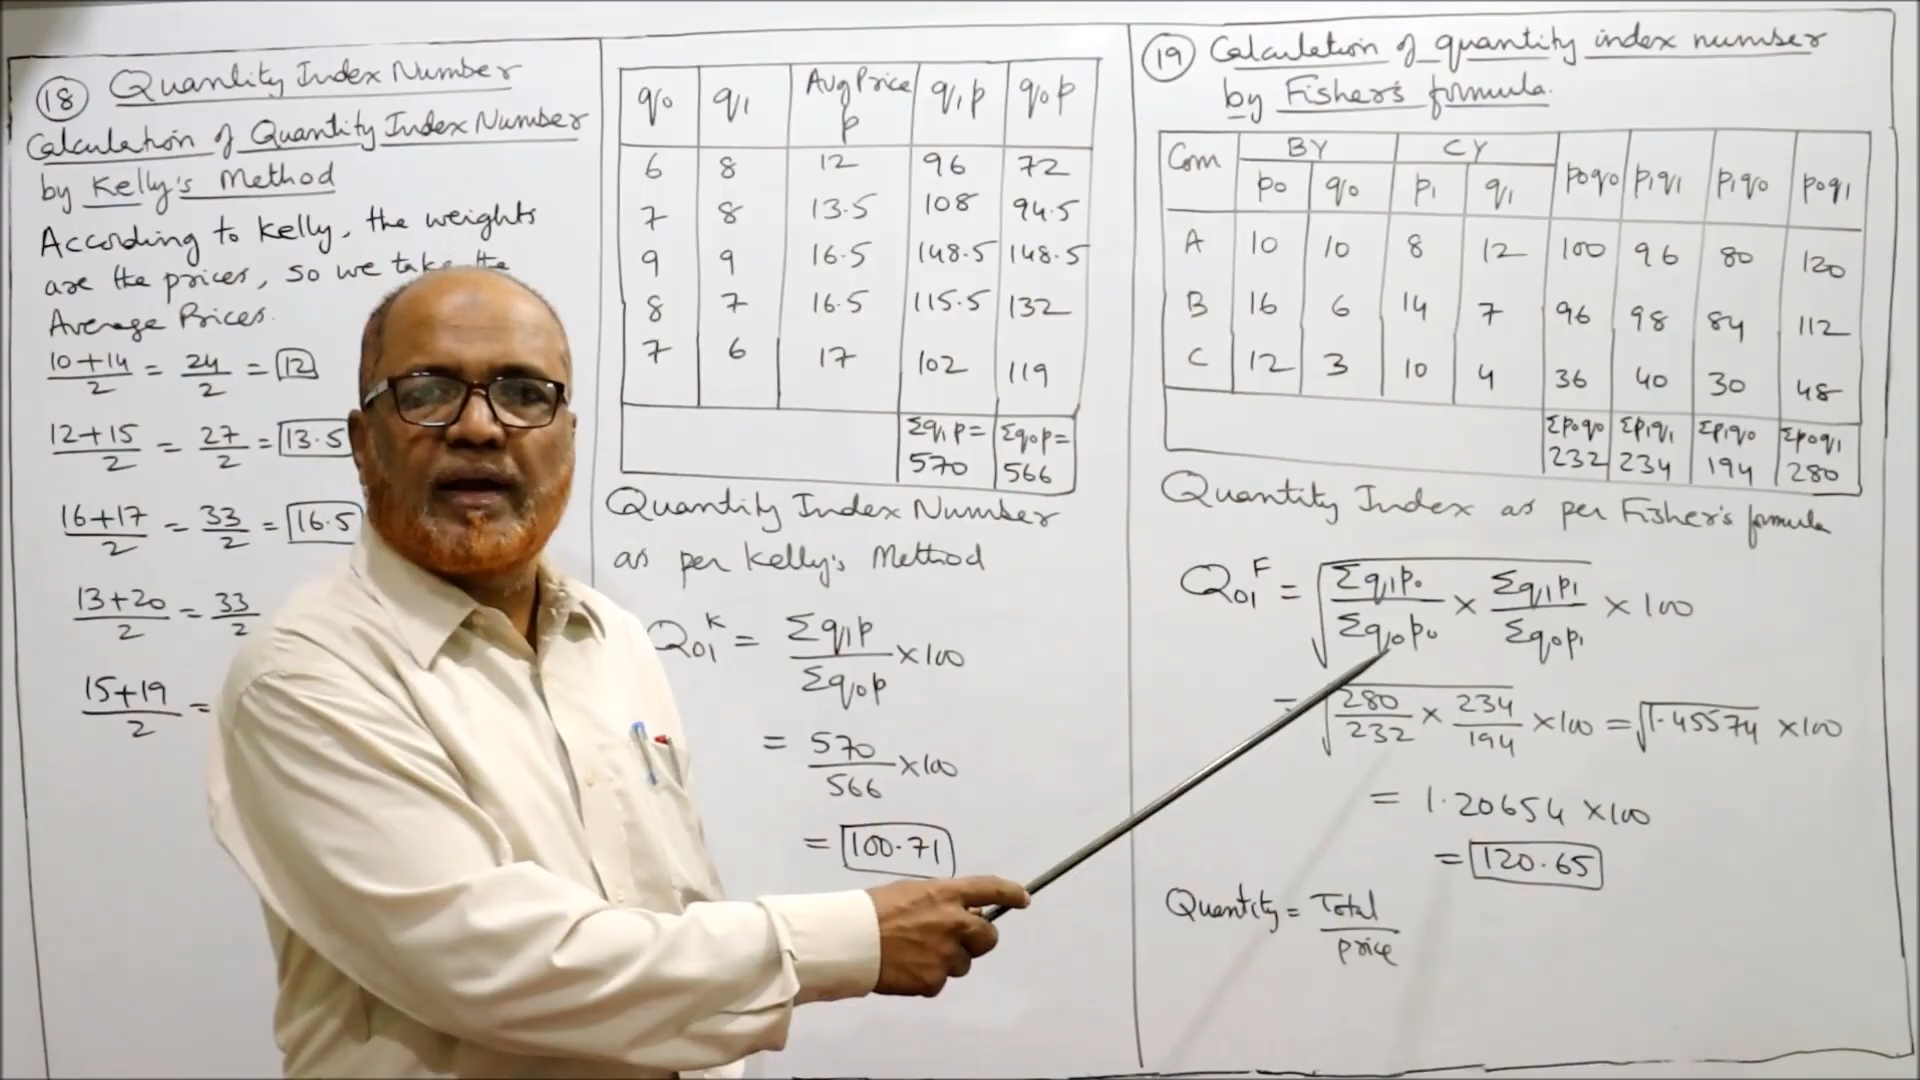 18 Quantity Index Number
Calculation of Quantity Index Number
by Kelly's Method
According to Kelly, the weights
are the prices, so we take the
Average Prices.
10+14/2 = 24/2 = 12
12+15/2 = 27/2 = 13.5
16+17/2 = 33/2 = 16.5
13+20/2 = 33/2
15+19/2 =
q0 q1 Avg Price p q1p q0p
6 8 12 96 72
7 8 13.5 108 94.5
9 9 16.5 148.5 148.5
8 7 16.5 115.5 132
7 6 17 102 119
Σq1p = 570 Σq0p = 566
Quantity Index Number
as per Kelly's Method
Q01^K = Σq1p/Σq0p × 100
= 570/566 × 100
= 100.71
19 Calculation of quantity index number
by Fisher's formula.
Com BY CY p0q0 p1q1 p1q0 p0q1
p0 q0 p1 q1
A 10 10 8 12 100 96 80 120
B 16 6 14 7 96 98 84 112
C 12 3 10 4 36 40 30 48
Σp0q0 232 Σp1q1 234 Σp1q0 194 Σp0q1 280
Quantity Index as per Fisher's formula
Q01^F = √(Σq1p0/Σq0p0 × Σq1p1/Σq0p1) × 100
= √(280/232 × 234/194) × 100 = √1.45574 × 100
= 1.20654 × 100
= 120.65
Quantity = Total/price